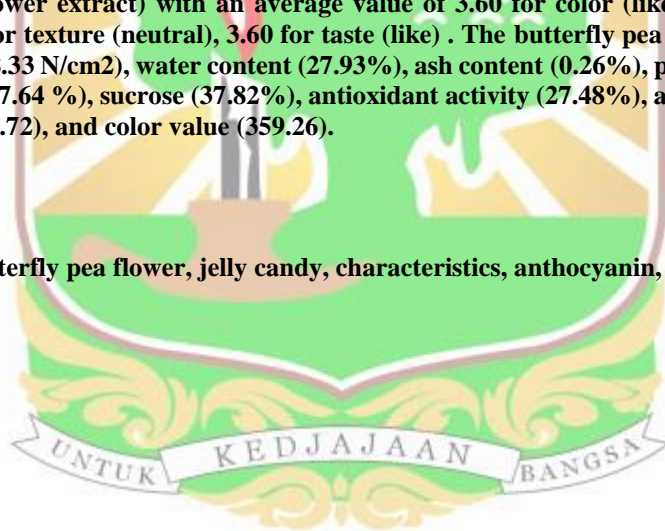 ower extract) with an average value of 3.60 for color (like
or texture (neutral), 3.60 for taste (like) . The butterfly pea
.33 N/cm2), water content (27.93%), ash content (0.26%), p
7.64 %), sucrose (37.82%), antioxidant activity (27.48%), a
.72), and color value (359.26).
terfly pea flower, jelly candy, characteristics, anthocyanin,
UNTUK KEDJAJAAN BANGSA